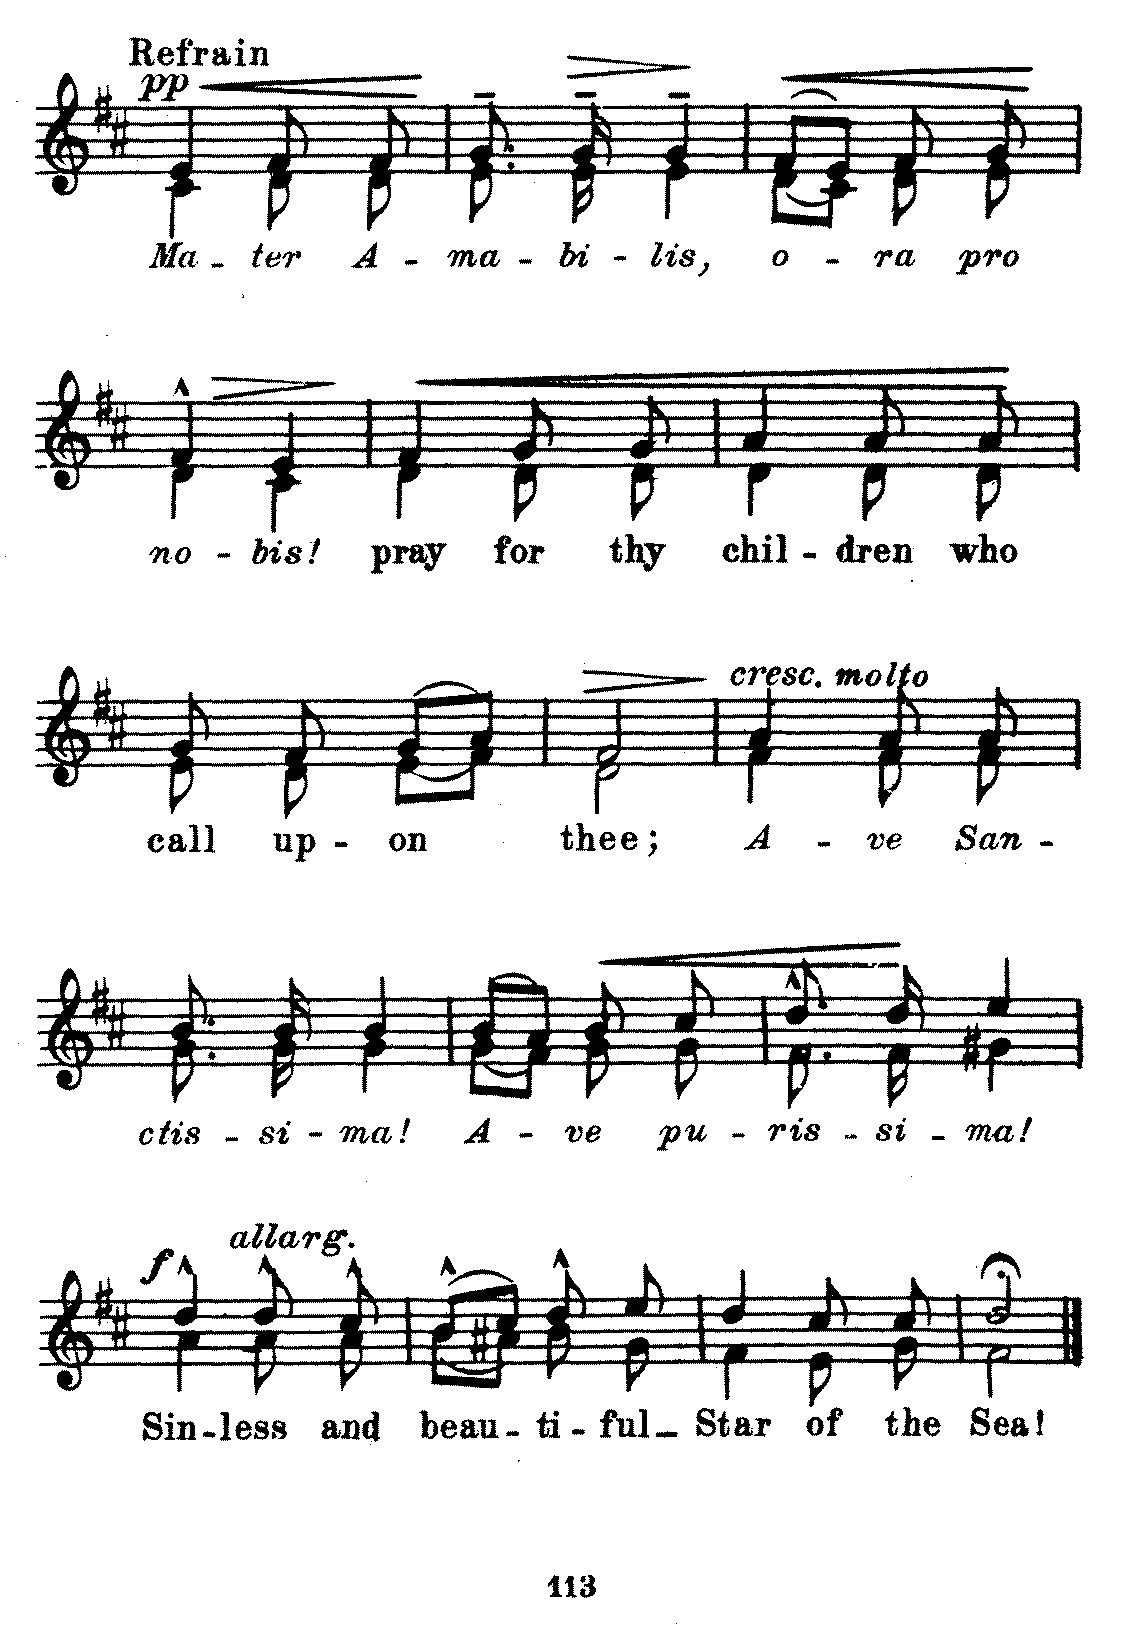 Refrain
pp
Ma - ter A - ma - bi - lis, o - ra pro
no - bis! pray for thy chil - dren who
cresc. molto
call up - on thee; A - ve San -
ctis - si - ma! A - ve pu - ris - si - ma!
f allarg.
Sin - less and beau - ti - ful _ Star of the Sea!
113